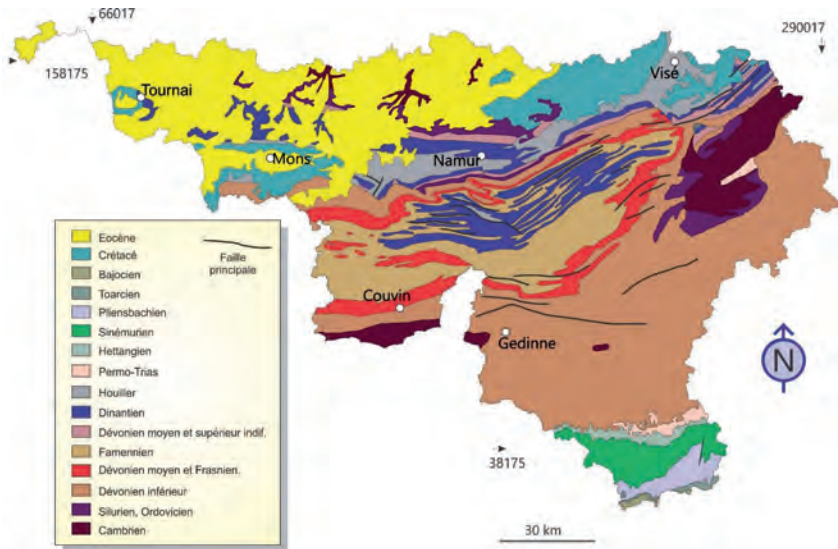 66017
290017
158175
Tournai
Visé
Mons
Namur
Couvin
Gedinne
38175
30 km
N
Eocène
Crétacé
Bajocien
Toarcien
Pliensbachien
Sinémurien
Hettangien
Permo-Trias
Houiller
Dinantien
Dévonien moyen et supérieur indif.
Famennien
Dévonien moyen et Frasnien.
Dévonien inférieur
Silurien, Ordovicien
Cambrien
Faille
principale